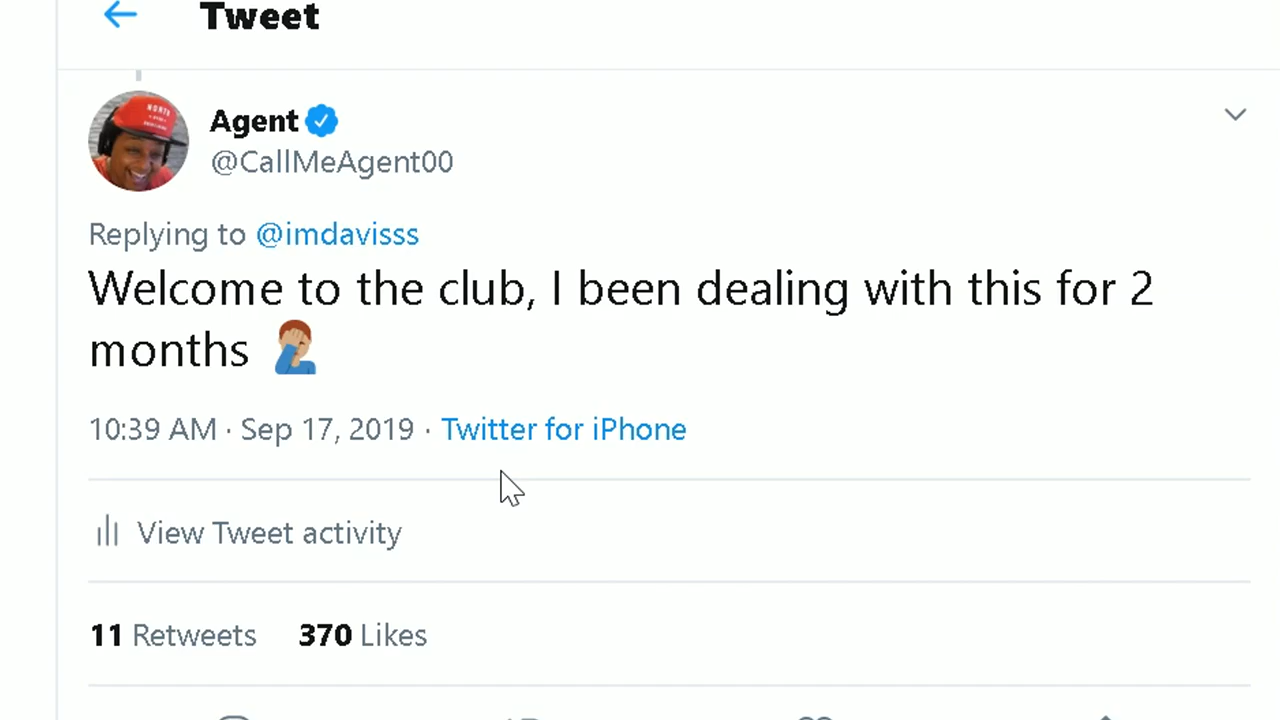 Tweet
Agent
@CallMeAgent00
Replying to @imdavisss
Welcome to the club, I been dealing with this for 2
months 🤦🏽‍♂️
10:39 AM · Sep 17, 2019 · Twitter for iPhone
View Tweet activity
11 Retweets 370 Likes